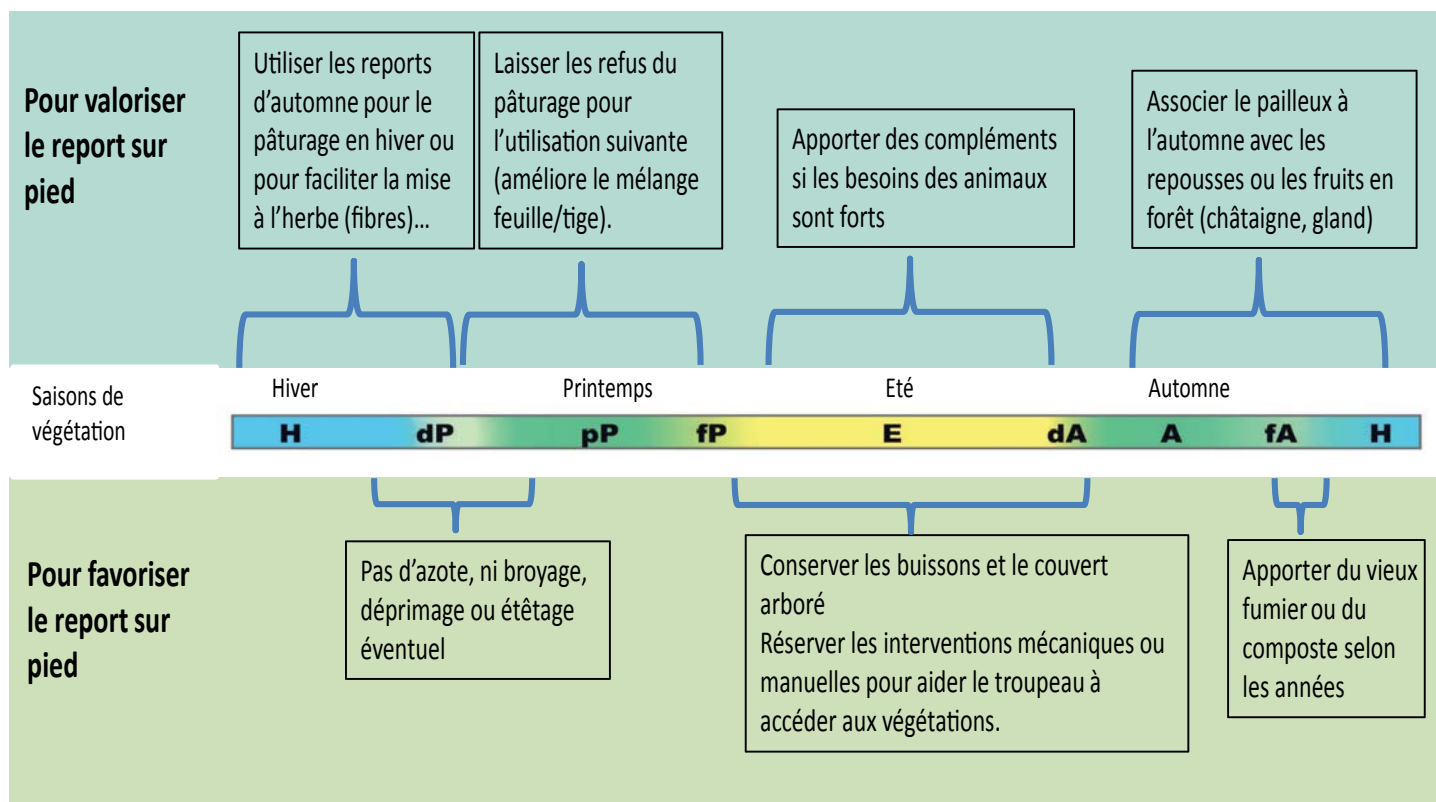 Pour valoriser
le report sur
pied
Utiliser les reports
d'automne pour le
pâturage en hiver ou
pour faciliter la mise
à l'herbe (fibres)...
Laisser les refus du
pâturage pour
l'utilisation suivante
(améliore le mélange
feuille/tige).
Apporter des compléments
si les besoins des animaux
sont forts
Associer le pailleux à
l'automne avec les
repousses ou les fruits en
forêt (châtaigne, gland)
Saisons de
végétation
Hiver Printemps Eté Automne
H dP pP fP E dA A fA H
Pour favoriser
le report sur
pied
Pas d'azote, ni broyage,
déprimage ou étêtage
éventuel
Conserver les buissons et le couvert
arboré
Réserver les interventions mécaniques ou
manuelles pour aider le troupeau à
accéder aux végétations.
Apporter du vieux
fumier ou du
composte selon
les années